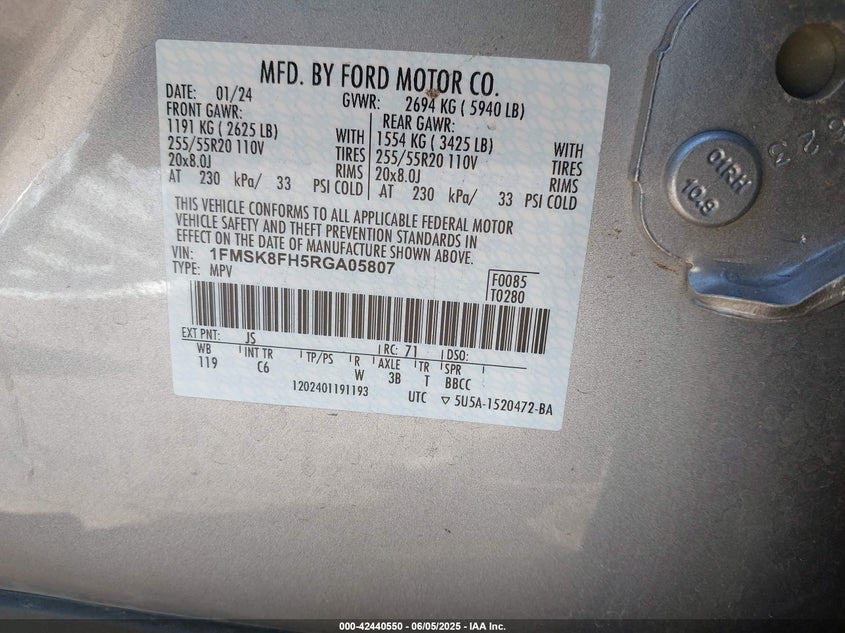 MFD. BY FORD MOTOR CO.
DATE: 01/24 GVWR: 2694 KG ( 5940 LB)
FRONT GAWR: REAR GAWR:
1191 KG ( 2625 LB) WITH 1554 KG ( 3425 LB) WITH
255/55R20 110V TIRES 255/55R20 110V TIRES
20x8.0J RIMS 20x8.0J RIMS
AT 230 kPa/ 33 PSI COLD AT 230 kPa/ 33 PSI COLD
THIS VEHICLE CONFORMS TO ALL APPLICABLE FEDERAL MOTOR
VEHICLE SAFETY AND THEFT PREVENTION STANDARDS IN
EFFECT ON THE DATE OF MANUFACTURE SHOWN ABOVE.
VIN: 1FMSK8FH5RGA05807
TYPE: MPV
F0085
T0280
EXT PNT: JS RC: 71 DSO:
WB INT TR TP/PS R AXLE TR SPR
119 C6 W 3B T BBCC
1202401191193 UTC ▽ 5U5A-1520472-BA
623
01RH
10.9
000-42440550 - 06/05/2025 - IAA Inc.